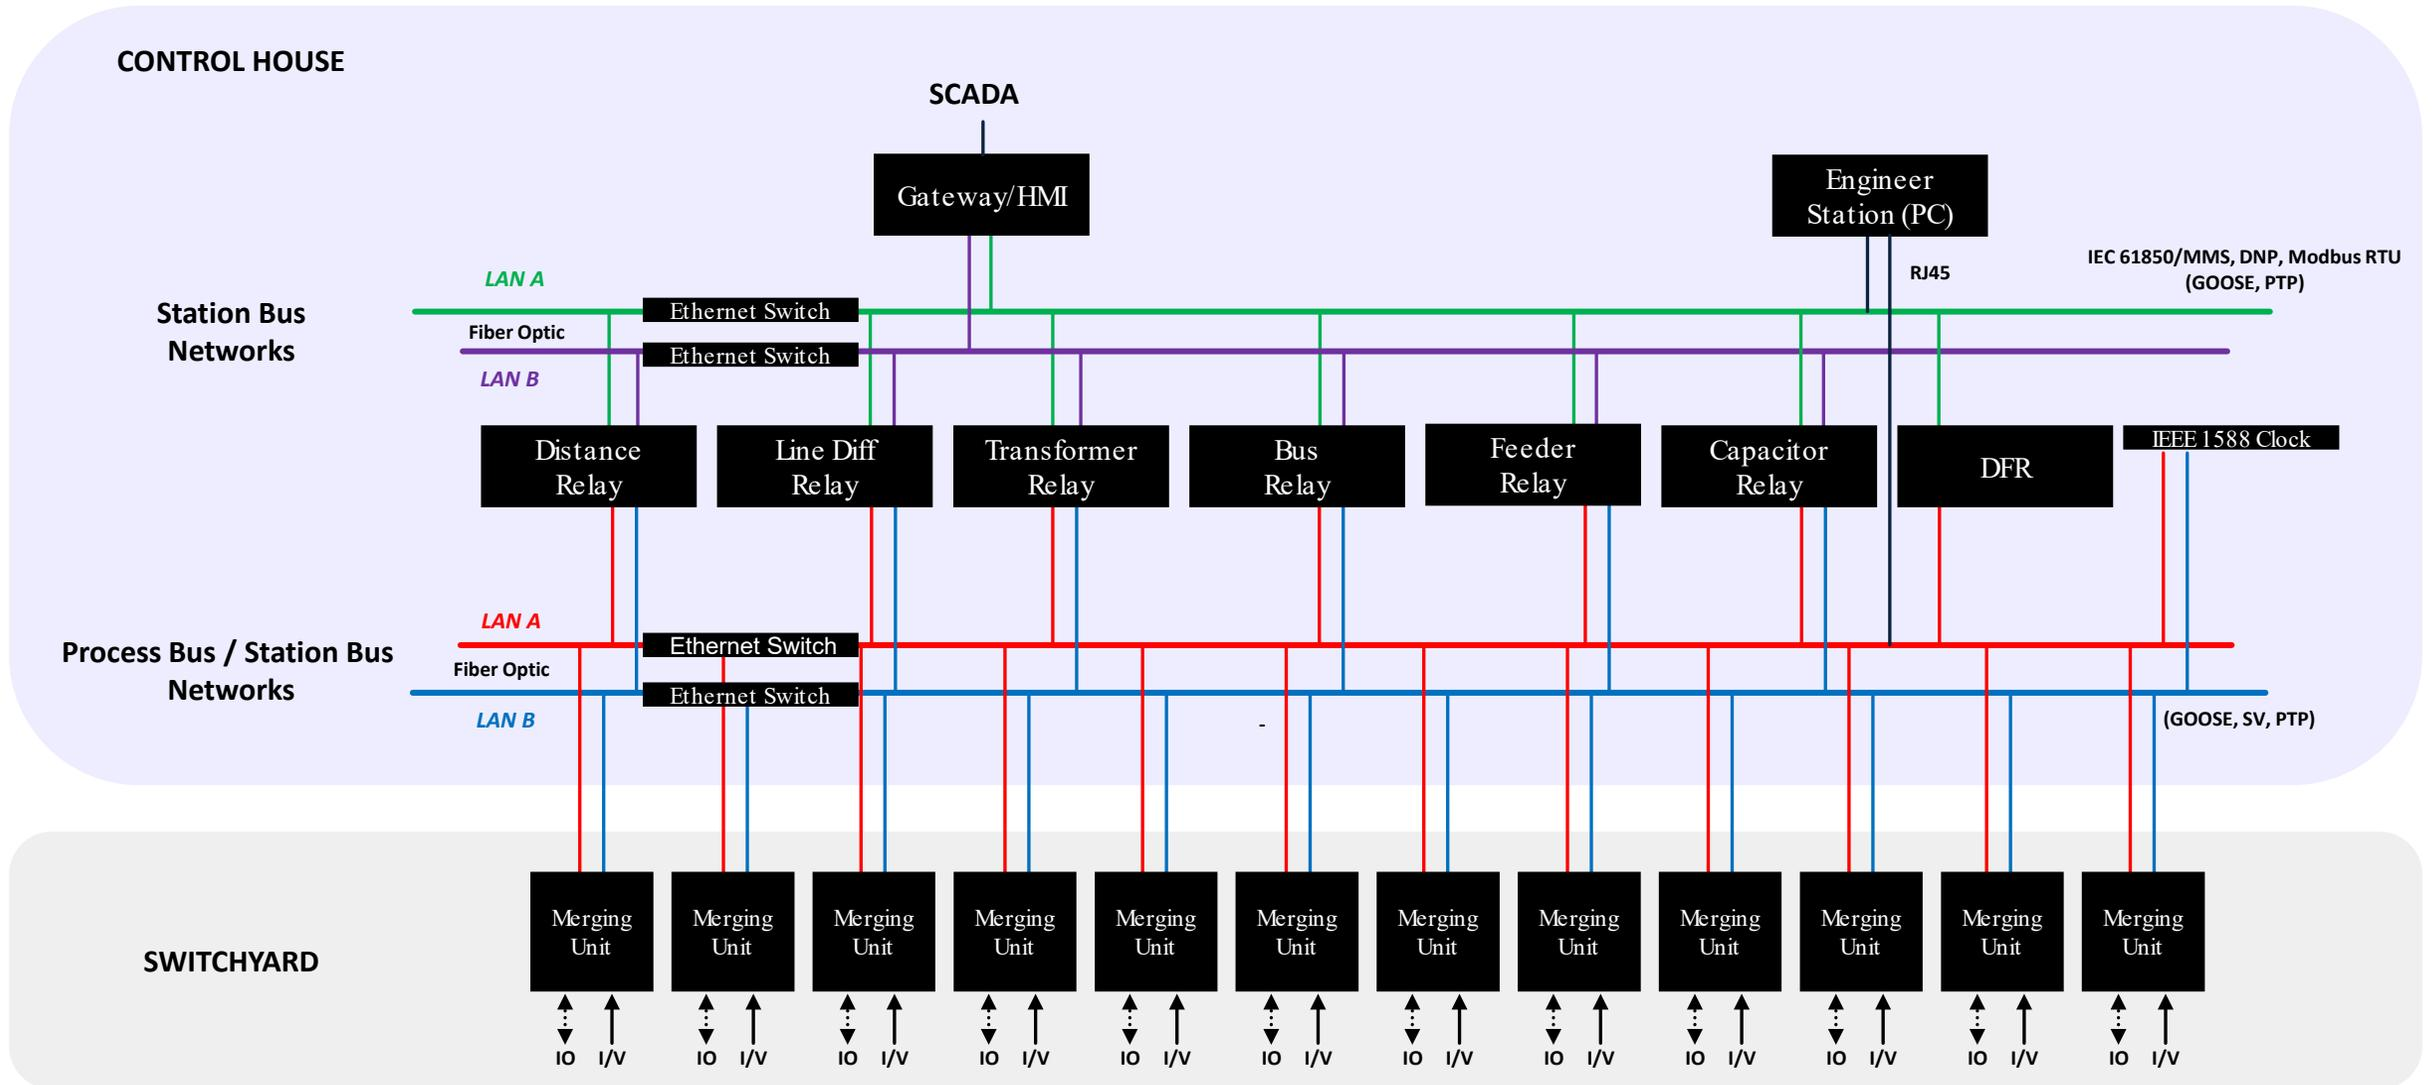 CONTROL HOUSE
SCADA
Gateway/HMI
Engineer
Station (PC)
IEC 61850/MMS, DNP, Modbus RTU
(GOOSE, PTP)
RJ45
LAN A
Station Bus
Networks
Ethernet Switch
Fiber Optic
Ethernet Switch
LAN B
Distance
Relay
Line Diff
Relay
Transformer
Relay
Bus
Relay
Feeder
Relay
Capacitor
Relay
DFR
IEEE 1588 Clock
LAN A
Process Bus / Station Bus
Networks
Ethernet Switch
Fiber Optic
Ethernet Switch
LAN B
-
(GOOSE, SV, PTP)
SWITCHYARD
Merging
Unit
Merging
Unit
Merging
Unit
Merging
Unit
Merging
Unit
Merging
Unit
Merging
Unit
Merging
Unit
Merging
Unit
Merging
Unit
Merging
Unit
Merging
Unit
IO I/V
IO I/V
IO I/V
IO I/V
IO I/V
IO I/V
IO I/V
IO I/V
IO I/V
IO I/V
IO I/V
IO I/V